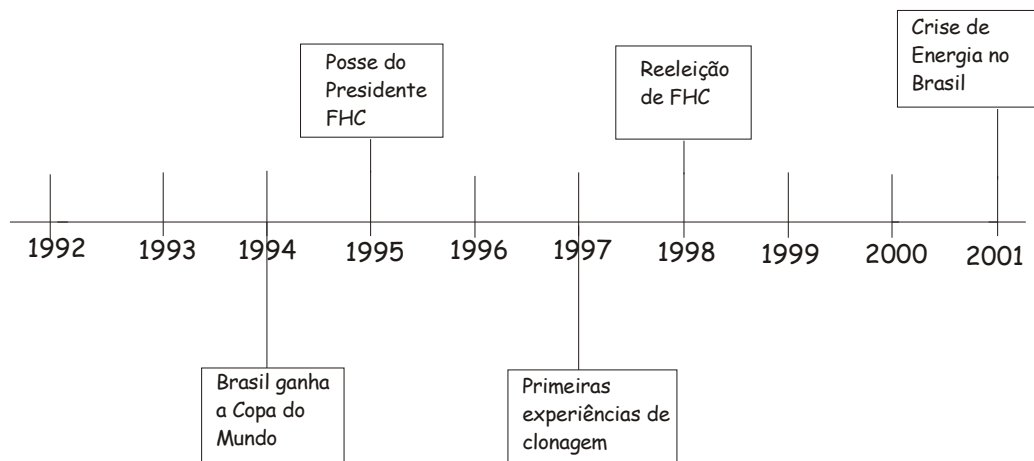 Posse do
Presidente
FHC
Reeleição
de FHC
Crise de
Energia no
Brasil
1992 1993 1994 1995 1996 1997 1998 1999 2000 2001
Brasil ganha
a Copa do
Mundo
Primeiras
experiências de
clonagem